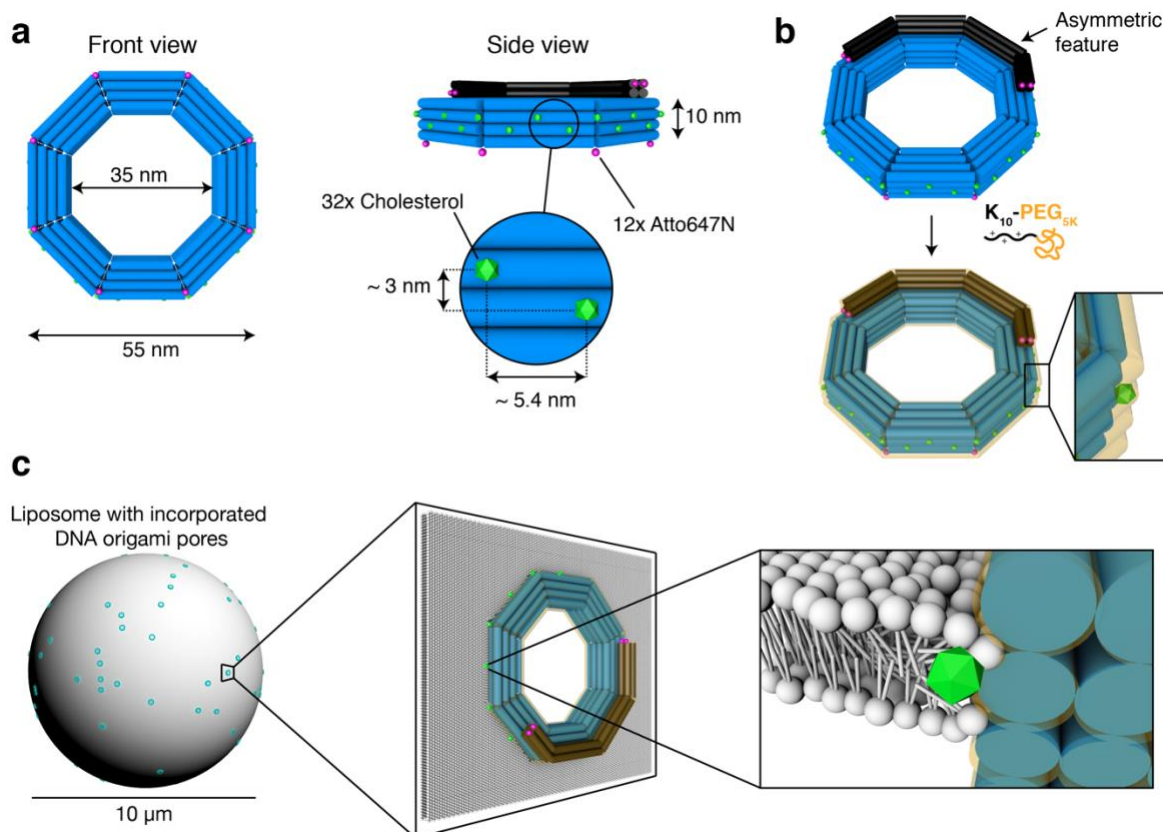 a
Front view
35 nm
55 nm
Side view
10 nm
32x Cholesterol
12x Atto647N
~ 3 nm
~ 5.4 nm
b
Asymmetric
feature
K10-PEG5K
+ + +
c
Liposome with incorporated
DNA origami pores
10 µm